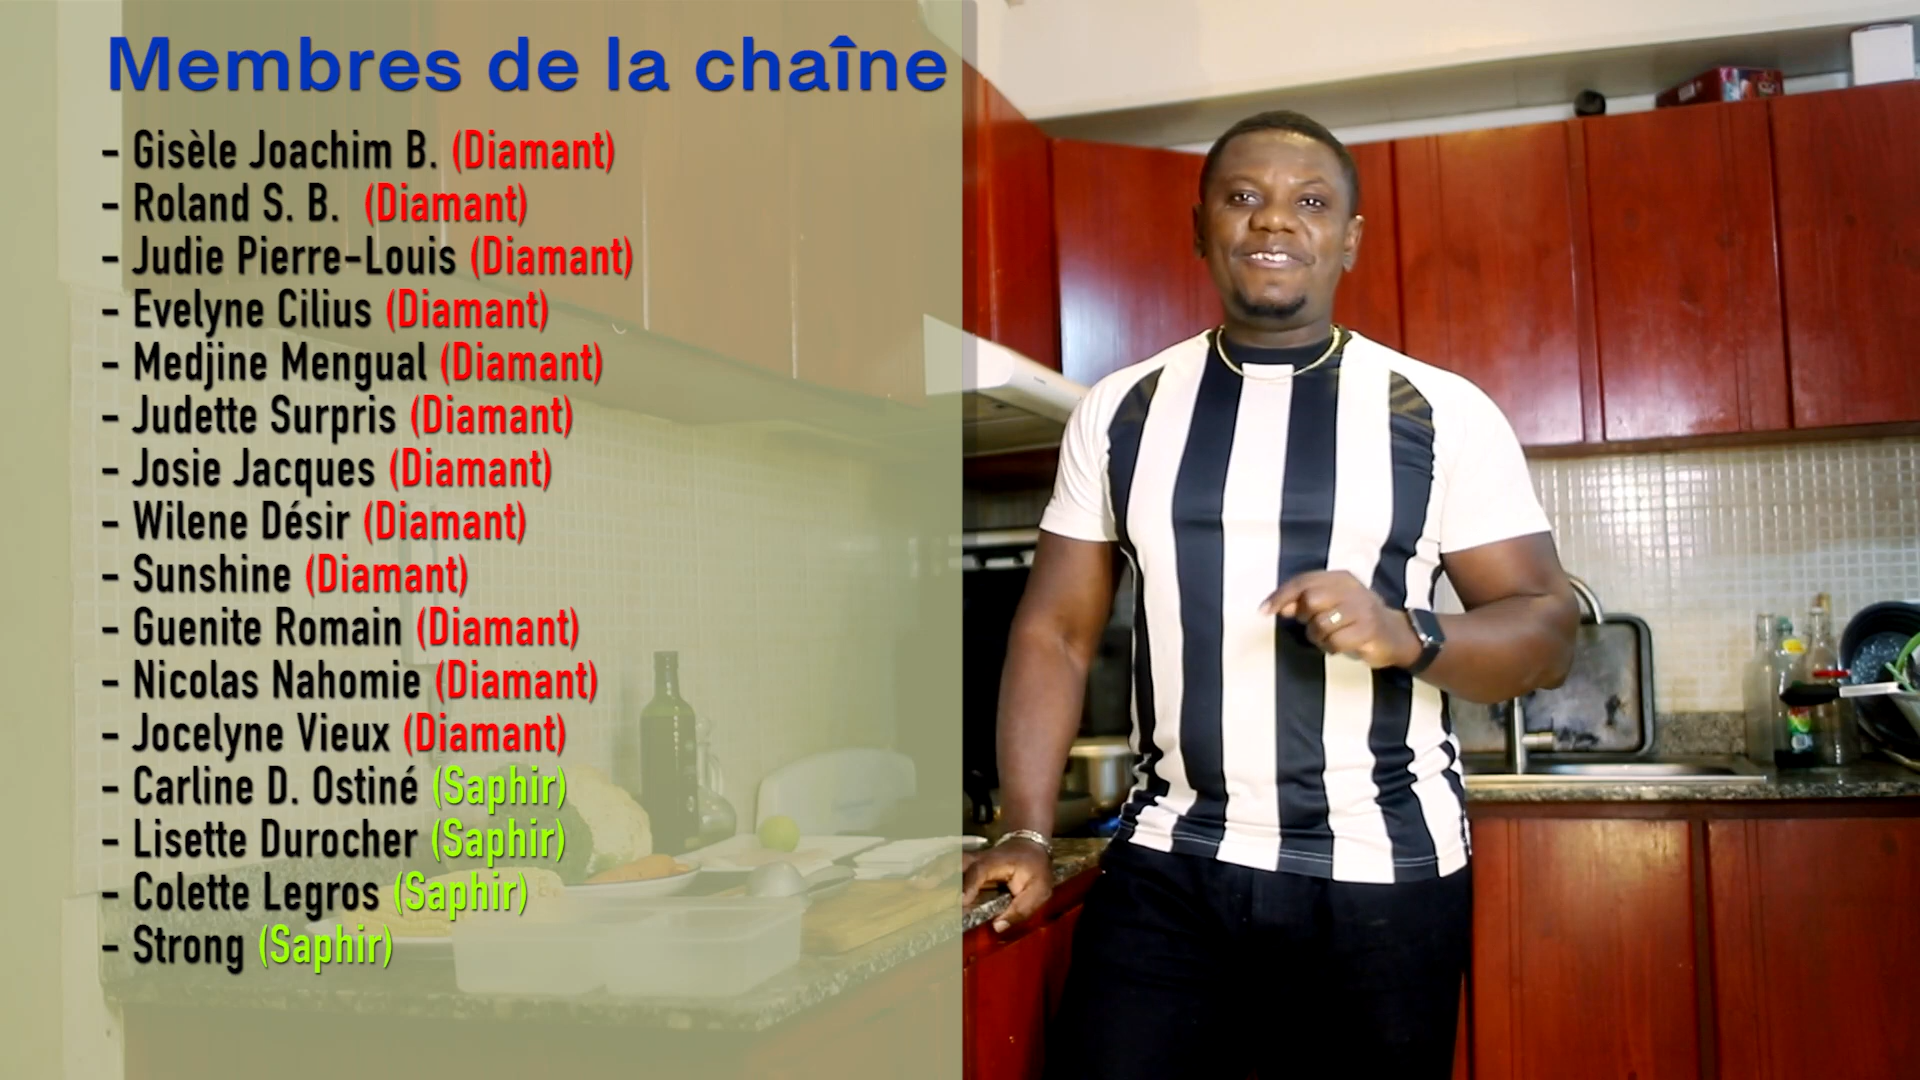 Membres de la chaîne
- Gisèle Joachim B. (Diamant)
- Roland S. B. (Diamant)
- Judie Pierre-Louis (Diamant)
- Evelyne Cilius (Diamant)
- Medjine Mengual (Diamant)
- Judette Surpris (Diamant)
- Josie Jacques (Diamant)
- Wilene Désir (Diamant)
- Sunshine (Diamant)
- Guenite Romain (Diamant)
- Nicolas Nahomie (Diamant)
- Jocelyne Vieux (Diamant)
- Carline D. Ostiné (Saphir)
- Lisette Durocher (Saphir)
- Colette Legros (Saphir)
- Strong (Saphir)